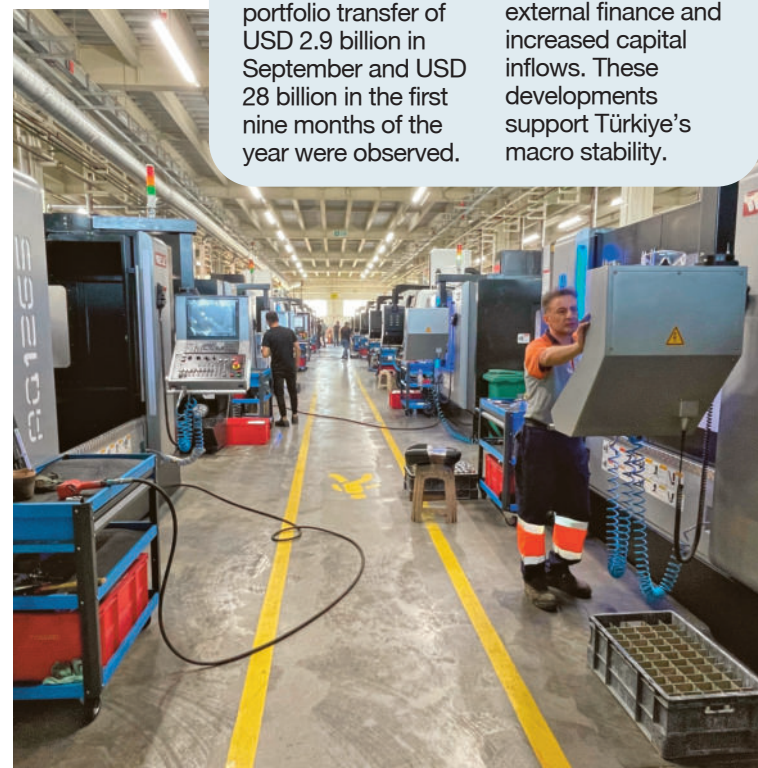 portfolio transfer of
USD 2.9 billion in
September and USD
28 billion in the first
nine months of the
year were observed.
external finance and
increased capital
inflows. These
developments
support Türkiye’s
macro stability.
AQ1265